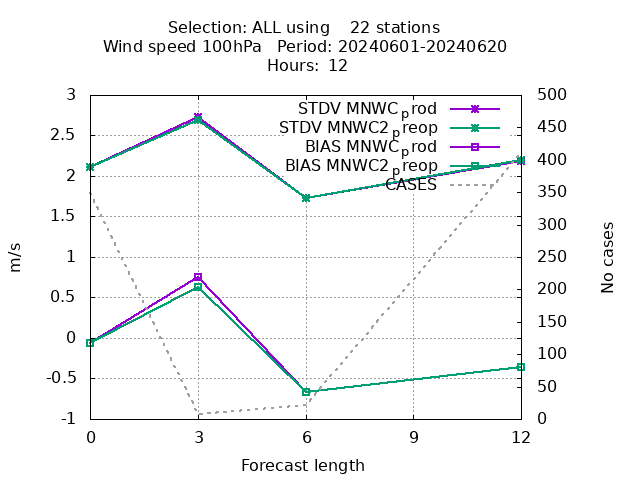 Selection: ALL using    22 stations
Wind speed 100hPa   Period: 20240601-20240620
Hours:  12
STDV MNWC_prod
STDV MNWC2_preop
BIAS MNWC_prod
BIAS MNWC2_preop
CASES
3
2.5
2
1.5
1
0.5
0
-0.5
-1
m/s
500
450
400
350
300
250
200
150
100
50
0
No cases
0 3 6 9 12
Forecast length